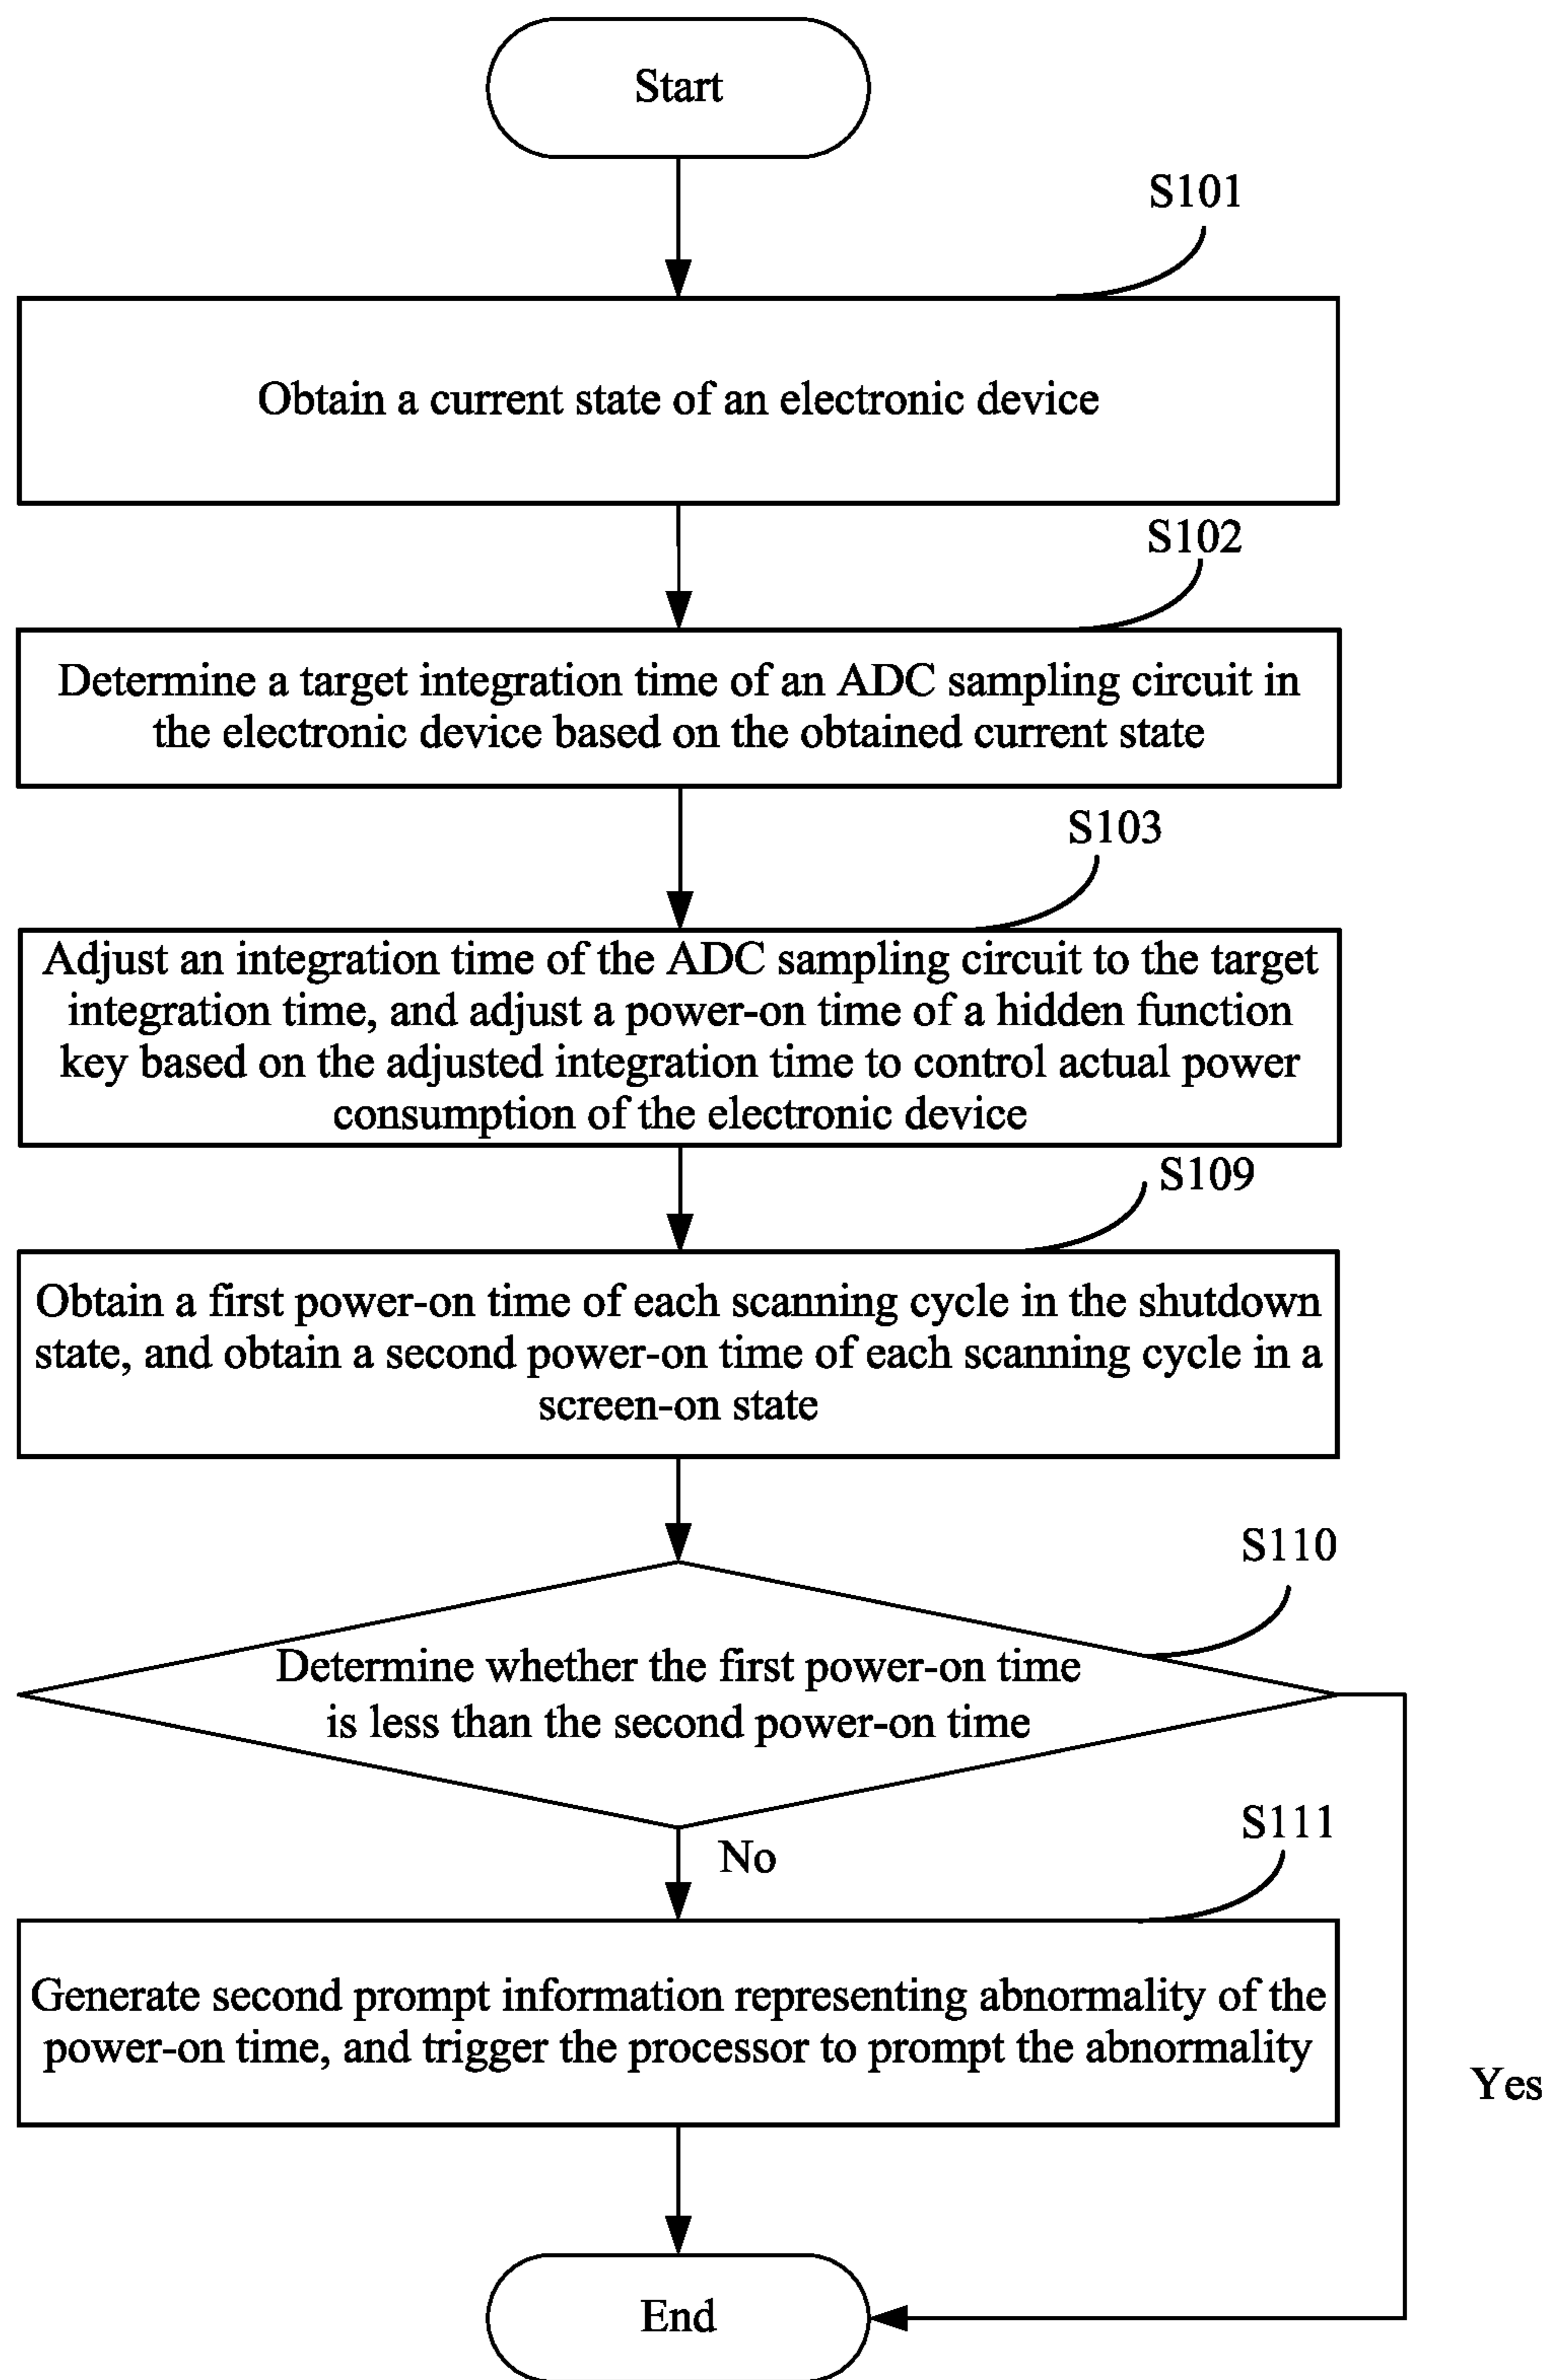 Start
S101
Obtain a current state of an electronic device
S102
Determine a target integration time of an ADC sampling circuit in
the electronic device based on the obtained current state
S103
Adjust an integration time of the ADC sampling circuit to the target
integration time, and adjust a power-on time of a hidden function
key based on the adjusted integration time to control actual power
consumption of the electronic device
S109
Obtain a first power-on time of each scanning cycle in the shutdown
state, and obtain a second power-on time of each scanning cycle in a
screen-on state
S110
Determine whether the first power-on time
is less than the second power-on time
S111
No
Generate second prompt information representing abnormality of the
power-on time, and trigger the processor to prompt the abnormality
Yes
End